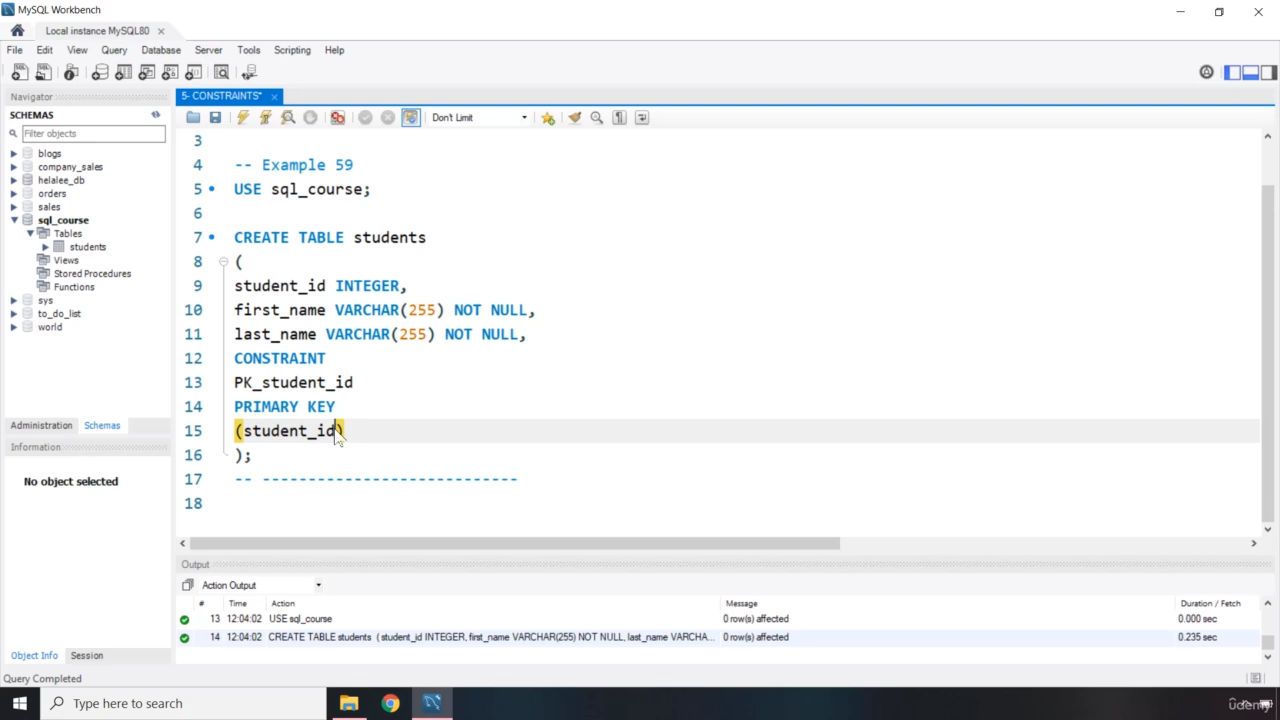 MySQL Workbench
Local instance MySQL80
File Edit View Query Database Server Tools Scripting Help
Navigator
SCHEMAS
Filter objects
blogs
company_sales
helalee_db
orders
sales
sql_course
Tables
students
Views
Stored Procedures
Functions
sys
to_do_list
world
Administration Schemas
Information
No object selected
Object Info Session
5- CONSTRAINTS*
Don't Limit
3
4 -- Example 59
5 USE sql_course;
6
7 CREATE TABLE students
8 (
9 student_id INTEGER,
10 first_name VARCHAR(255) NOT NULL,
11 last_name VARCHAR(255) NOT NULL,
12 CONSTRAINT
13 PK_student_id
14 PRIMARY KEY
15 (student_id)
16 );
17 -- ----------------------------
18
Output
Action Output
# Time Action Message Duration / Fetch
13 12:04:02 USE sql_course 0 row(s) affected 0.000 sec
14 12:04:02 CREATE TABLE students ( student_id INTEGER, first_name VARCHAR(255) NOT NULL, last_name VARCHA... 0 row(s) affected 0.235 sec
Query Completed
Type here to search
udemy